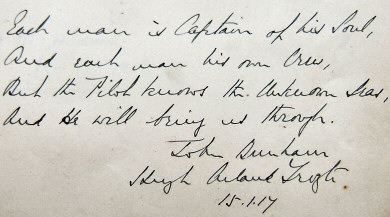 Each man is Captain of his Soul,
And each man his own Crew,
But the Pilot knows the Unknown Seas,
And He will bring us through.
John
Hugh
15.1.17